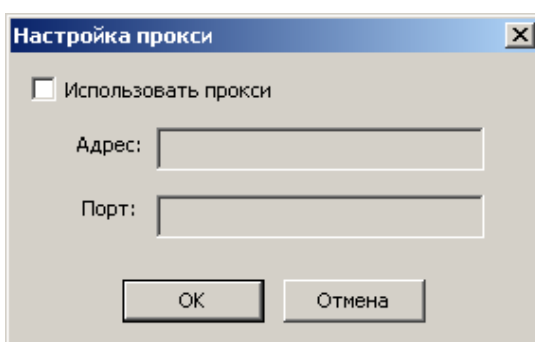 Настройка прокси
Использовать прокси
Адрес:
Порт:
OK
Отмена